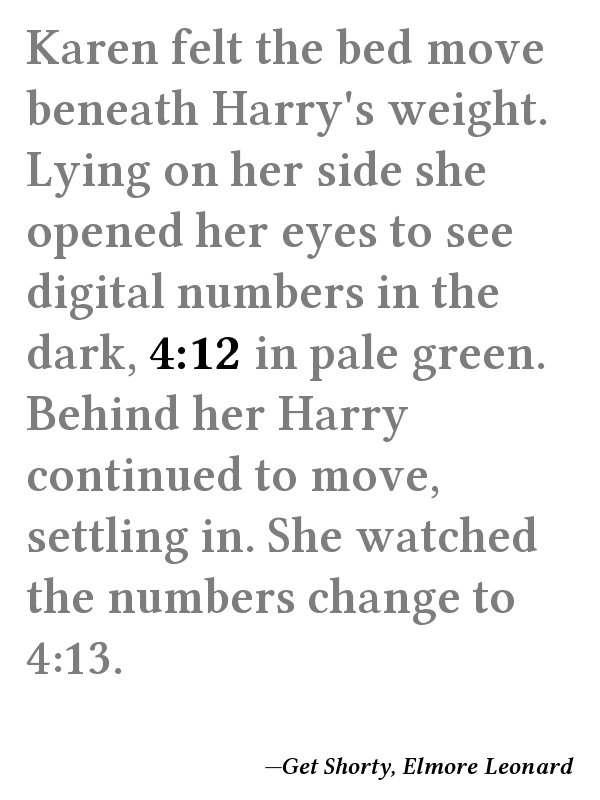 Karen felt the bed move
beneath Harry's weight.
Lying on her side she
opened her eyes to see
digital numbers in the
dark, 4:12 in pale green.
Behind her Harry
continued to move,
settling in. She watched
the numbers change to
4:13.
—Get Shorty, Elmore Leonard